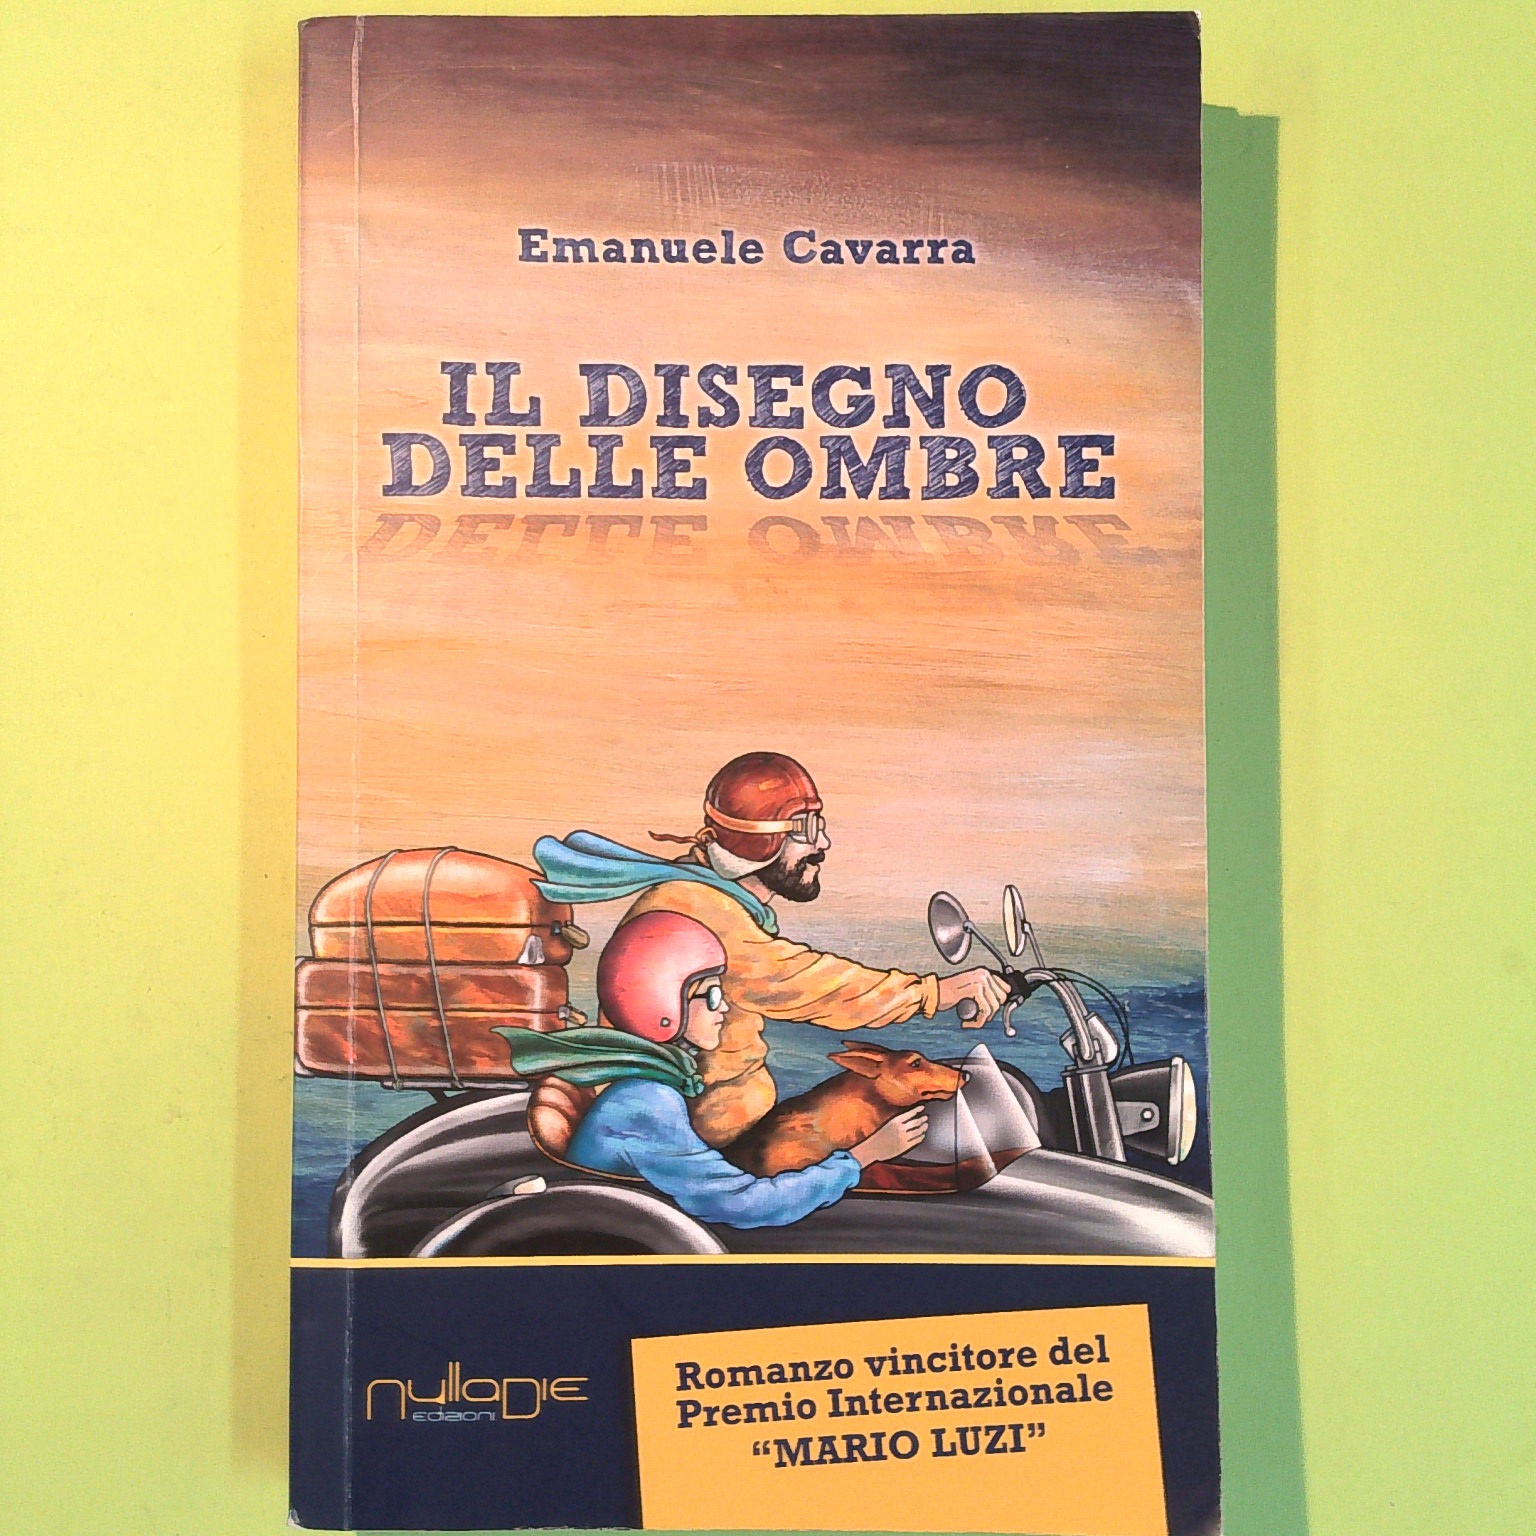 Emanuele Cavarra
IL DISEGNO
DELLE OMBRE
nullaDIE
EDIZIONI
Romanzo vincitore del
Premio Internazionale
“MARIO LUZI”